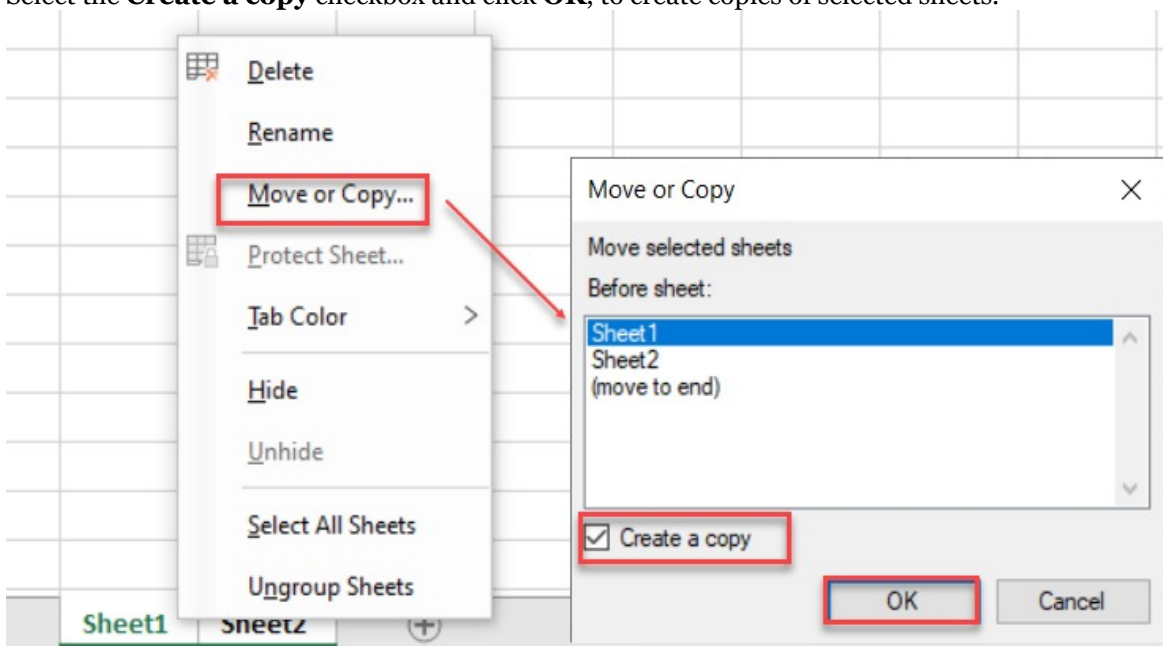 Select the Create a copy checkbox and click OK, to create copies of selected sheets.
Delete
Rename
Move or Copy...
Protect Sheet...
Tab Color
Hide
Unhide
Select All Sheets
Ungroup Sheets
Sheet1 Sheet2
Move or Copy
Move selected sheets
Before sheet:
Sheet1
Sheet2
(move to end)
Create a copy
OK Cancel